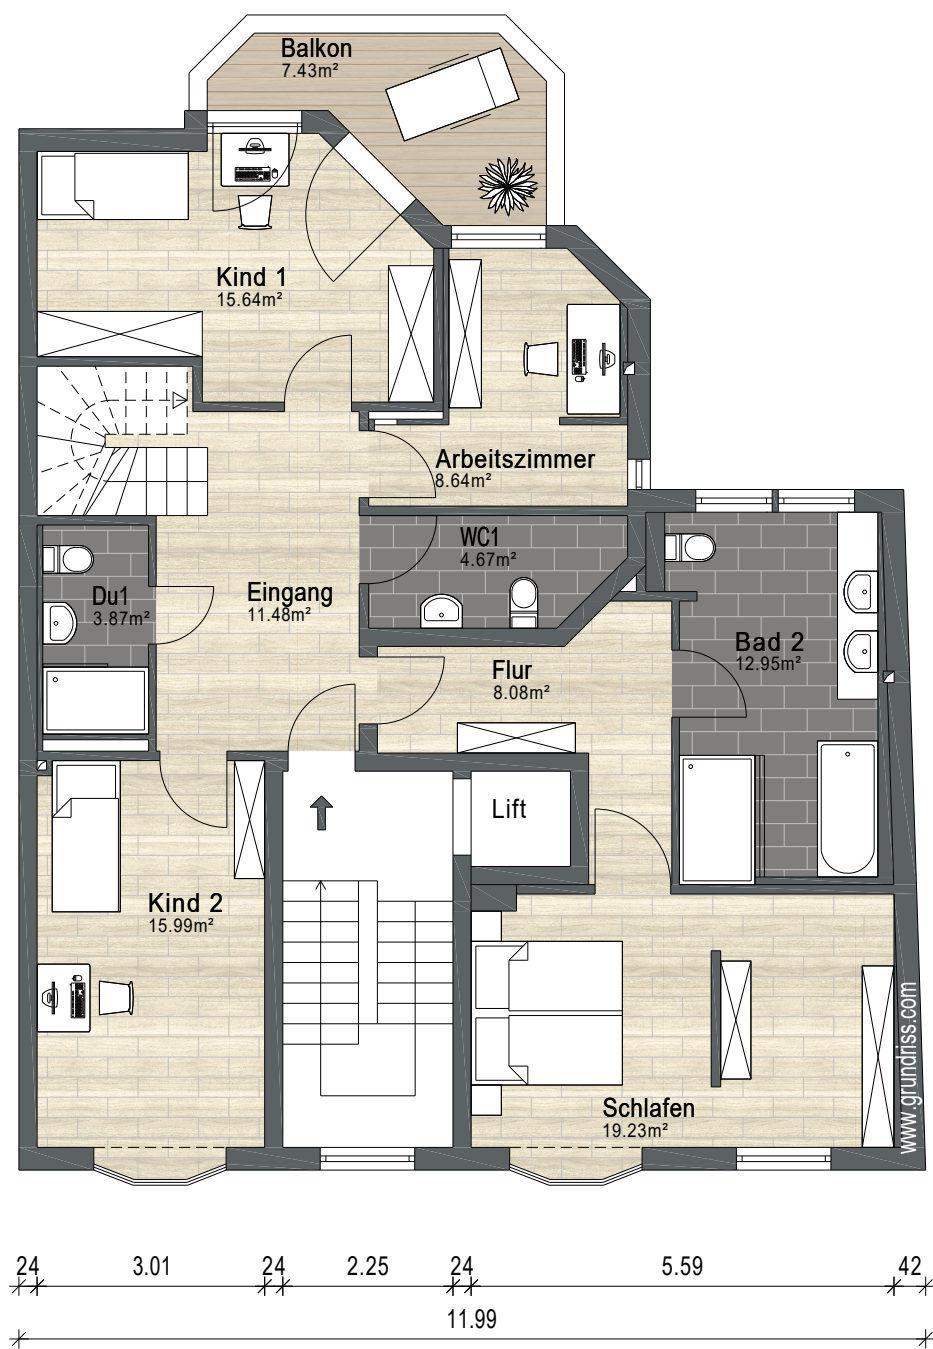 Balkon
7.43m²
Kind 1
15.64m²
Arbeitszimmer
8.64m²
WC1
4.67m²
Du1
3.87m²
Eingang
11.48m²
Bad 2
12.95m²
Flur
8.08m²
Lift
Kind 2
15.99m²
Schlafen
19.23m²
www.grundriss.com
24 3.01 24 2.25 24 5.59 42
11.99